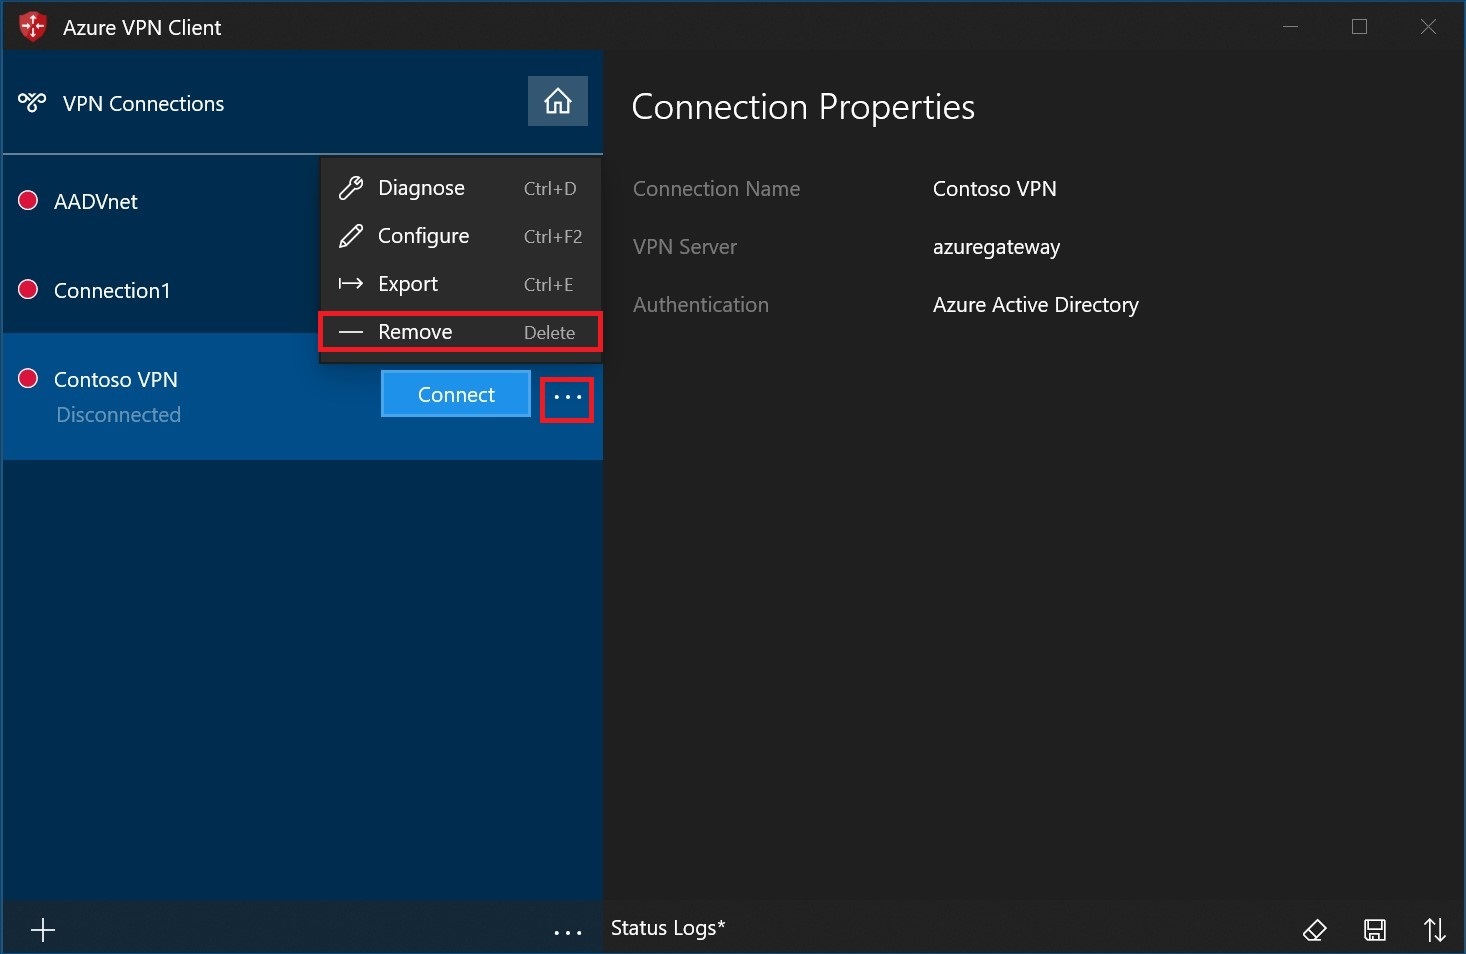 Azure VPN Client
VPN Connections
AADVnet
Connection1
Contoso VPN
Disconnected
Diagnose Ctrl+D
Configure Ctrl+F2
Export Ctrl+E
Remove Delete
Connect
Connection Properties
Connection Name Contoso VPN
VPN Server azuregateway
Authentication Azure Active Directory
Status Logs*